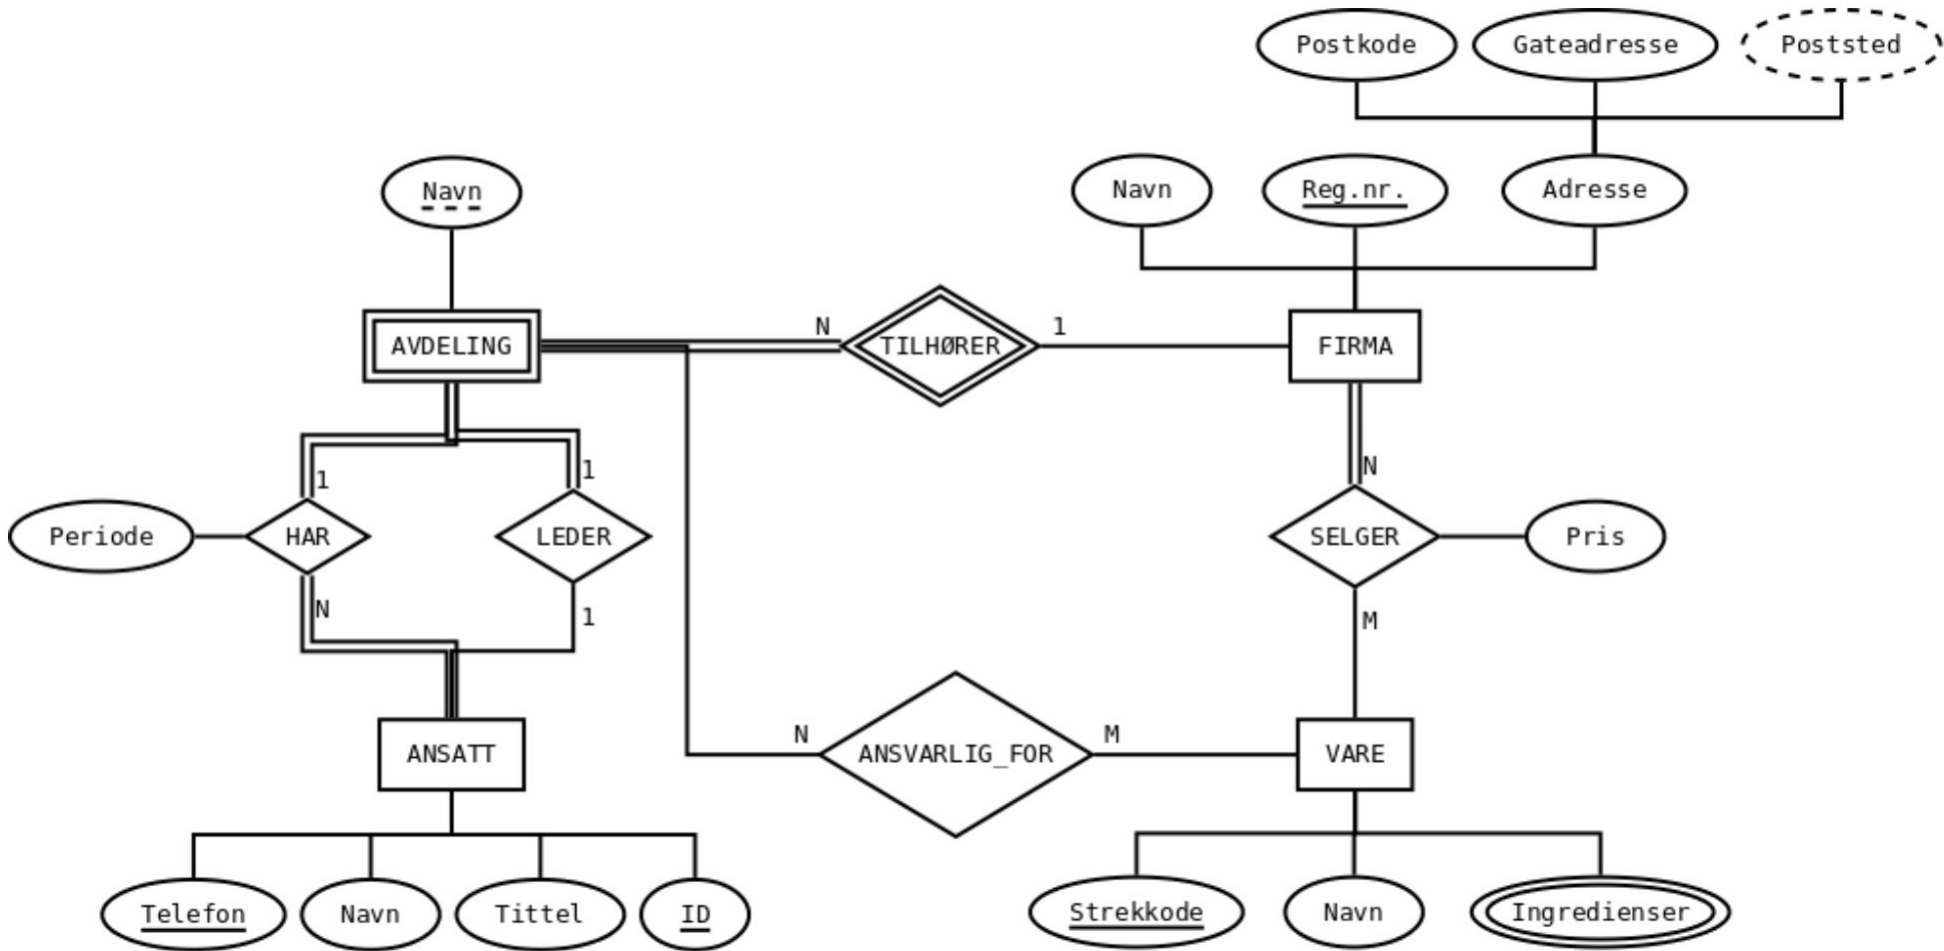 Postkode Gateadresse Poststed
Navn Navn Reg.nr. Adresse
N 1
AVDELING TILHØRER FIRMA
1 1 N
Periode HAR LEDER SELGER Pris
N 1 M
N M
ANSATT ANSVARLIG_FOR VARE
Telefon Navn Tittel ID Strekkode Navn Ingredienser